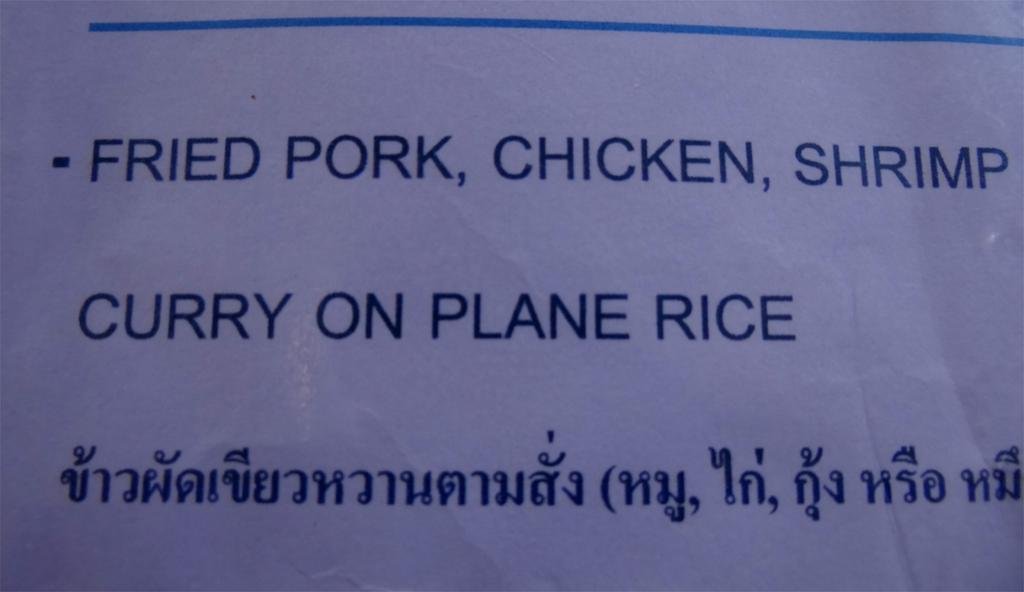 - FRIED PORK, CHICKEN, SHRIMP
CURRY ON PLANE RICE
ข้าวผัดเขียวหวานตามสั่ง (หมู, ไก่, กุ้ง หรือ